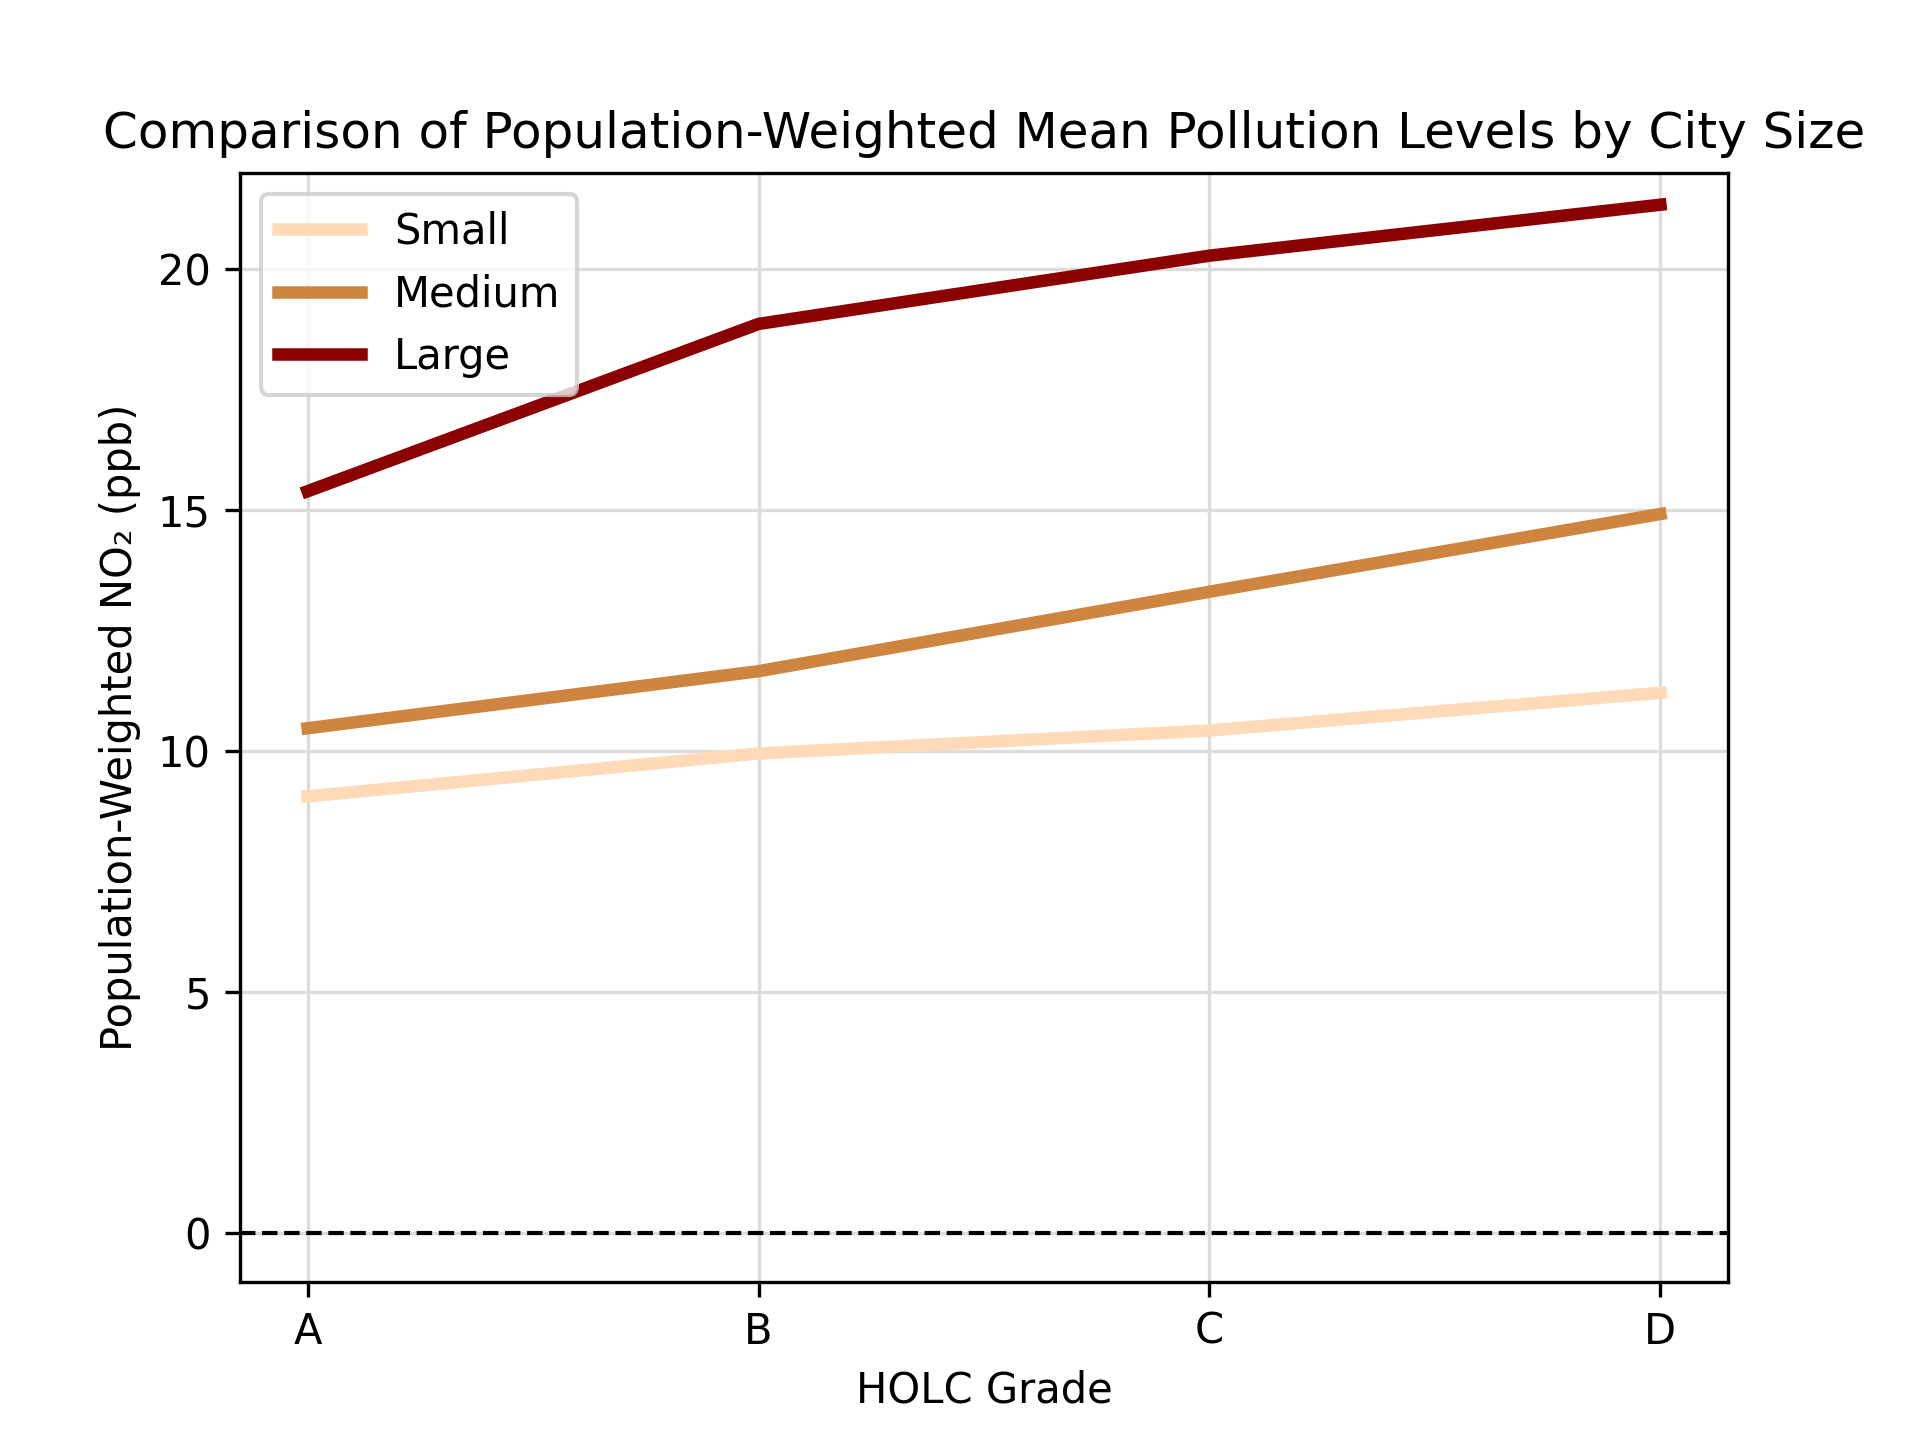 Comparison of Population-Weighted Mean Pollution Levels by City Size
Small
Medium
Large
Population-Weighted NO₂ (ppb)
20
15
10
5
0
A B C D
HOLC Grade